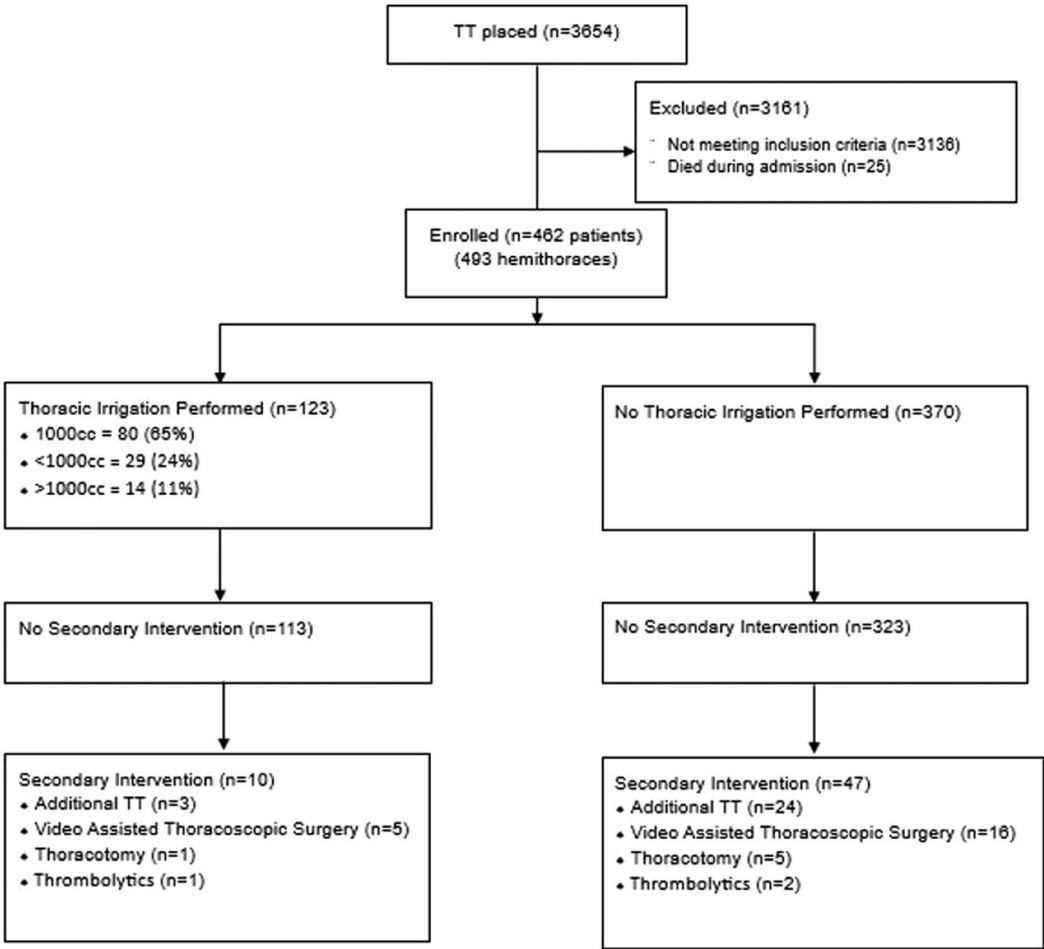 TT placed (n=3654)
Excluded (n=3161)
¨ Not meeting inclusion criteria (n=3136)
¨ Died during admission (n=25)
Enrolled (n=462 patients)
(493 hemithoraces)
Thoracic Irrigation Performed (n=123)
• 1000cc = 80 (65%)
• <1000cc = 29 (24%)
• >1000cc = 14 (11%)
No Thoracic Irrigation Performed (n=370)
No Secondary Intervention (n=113)
No Secondary Intervention (n=323)
Secondary Intervention (n=10)
• Additional TT (n=3)
• Video Assisted Thoracoscopic Surgery (n=5)
• Thoracotomy (n=1)
• Thrombolytics (n=1)
Secondary Intervention (n=47)
• Additional TT (n=24)
• Video Assisted Thoracoscopic Surgery (n=16)
• Thoracotomy (n=5)
• Thrombolytics (n=2)